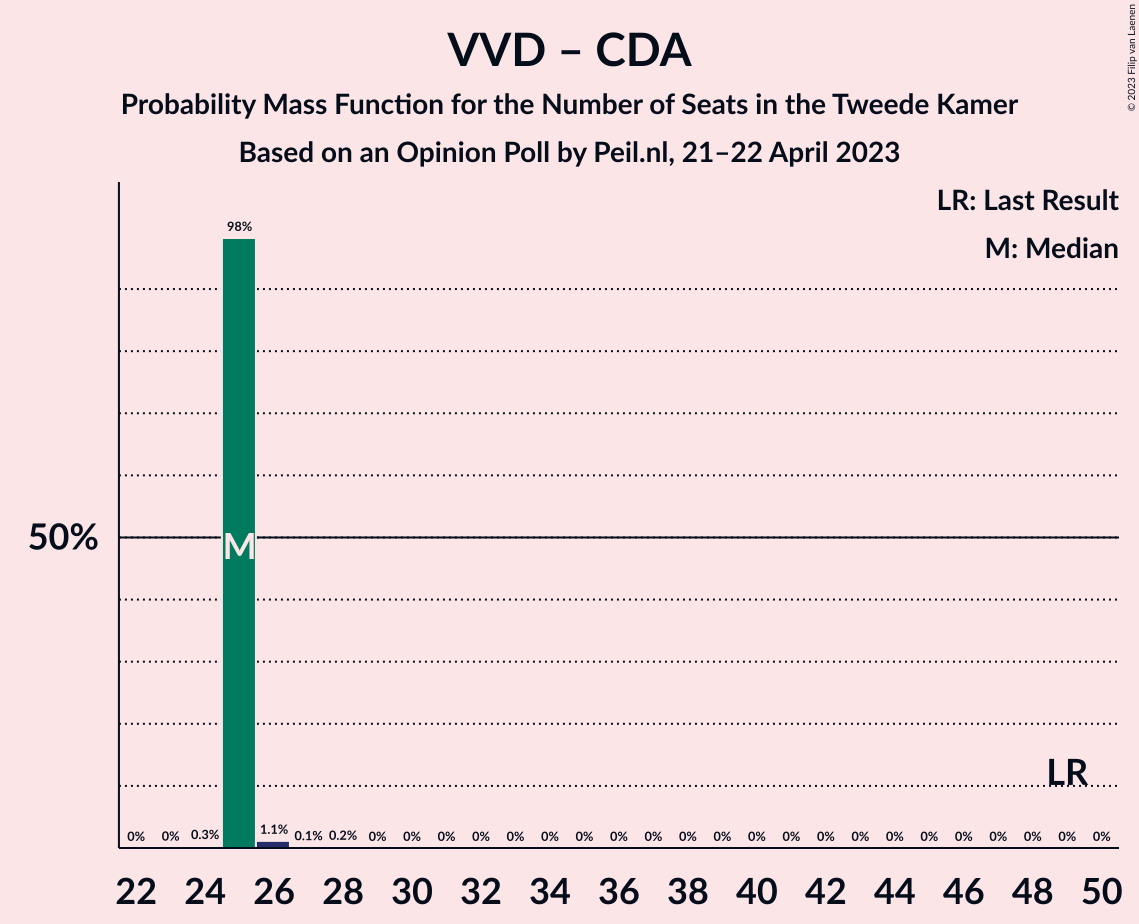 VVD – CDA
Probability Mass Function for the Number of Seats in the Tweede Kamer
Based on an Opinion Poll by Peil.nl, 21–22 April 2023
© 2023 Filip van Laenen
LR: Last Result
M: Median
98%
50%
M
LR
0% 0% 0.3% 1.1% 0.1% 0.2% 0% 0% 0% 0% 0% 0% 0% 0% 0% 0% 0% 0% 0% 0% 0% 0% 0% 0% 0% 0% 0% 0%
22 24 26 28 30 32 34 36 38 40 42 44 46 48 50